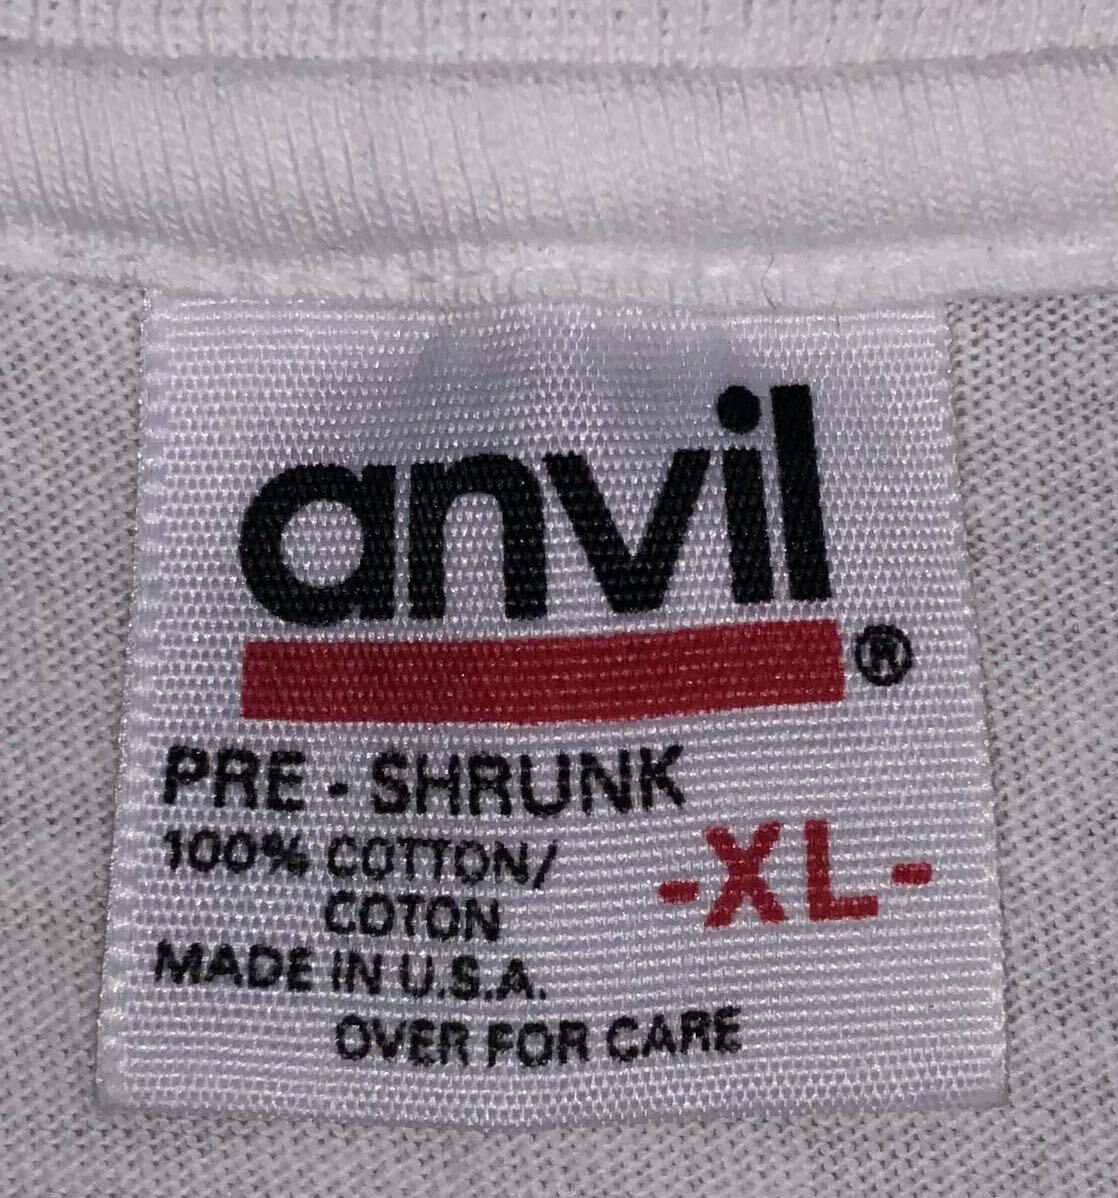 anvil®
PRE-SHRUNK
100% COTTON/
COTON
-XL-
MADE IN U.S.A.
OVER FOR CARE